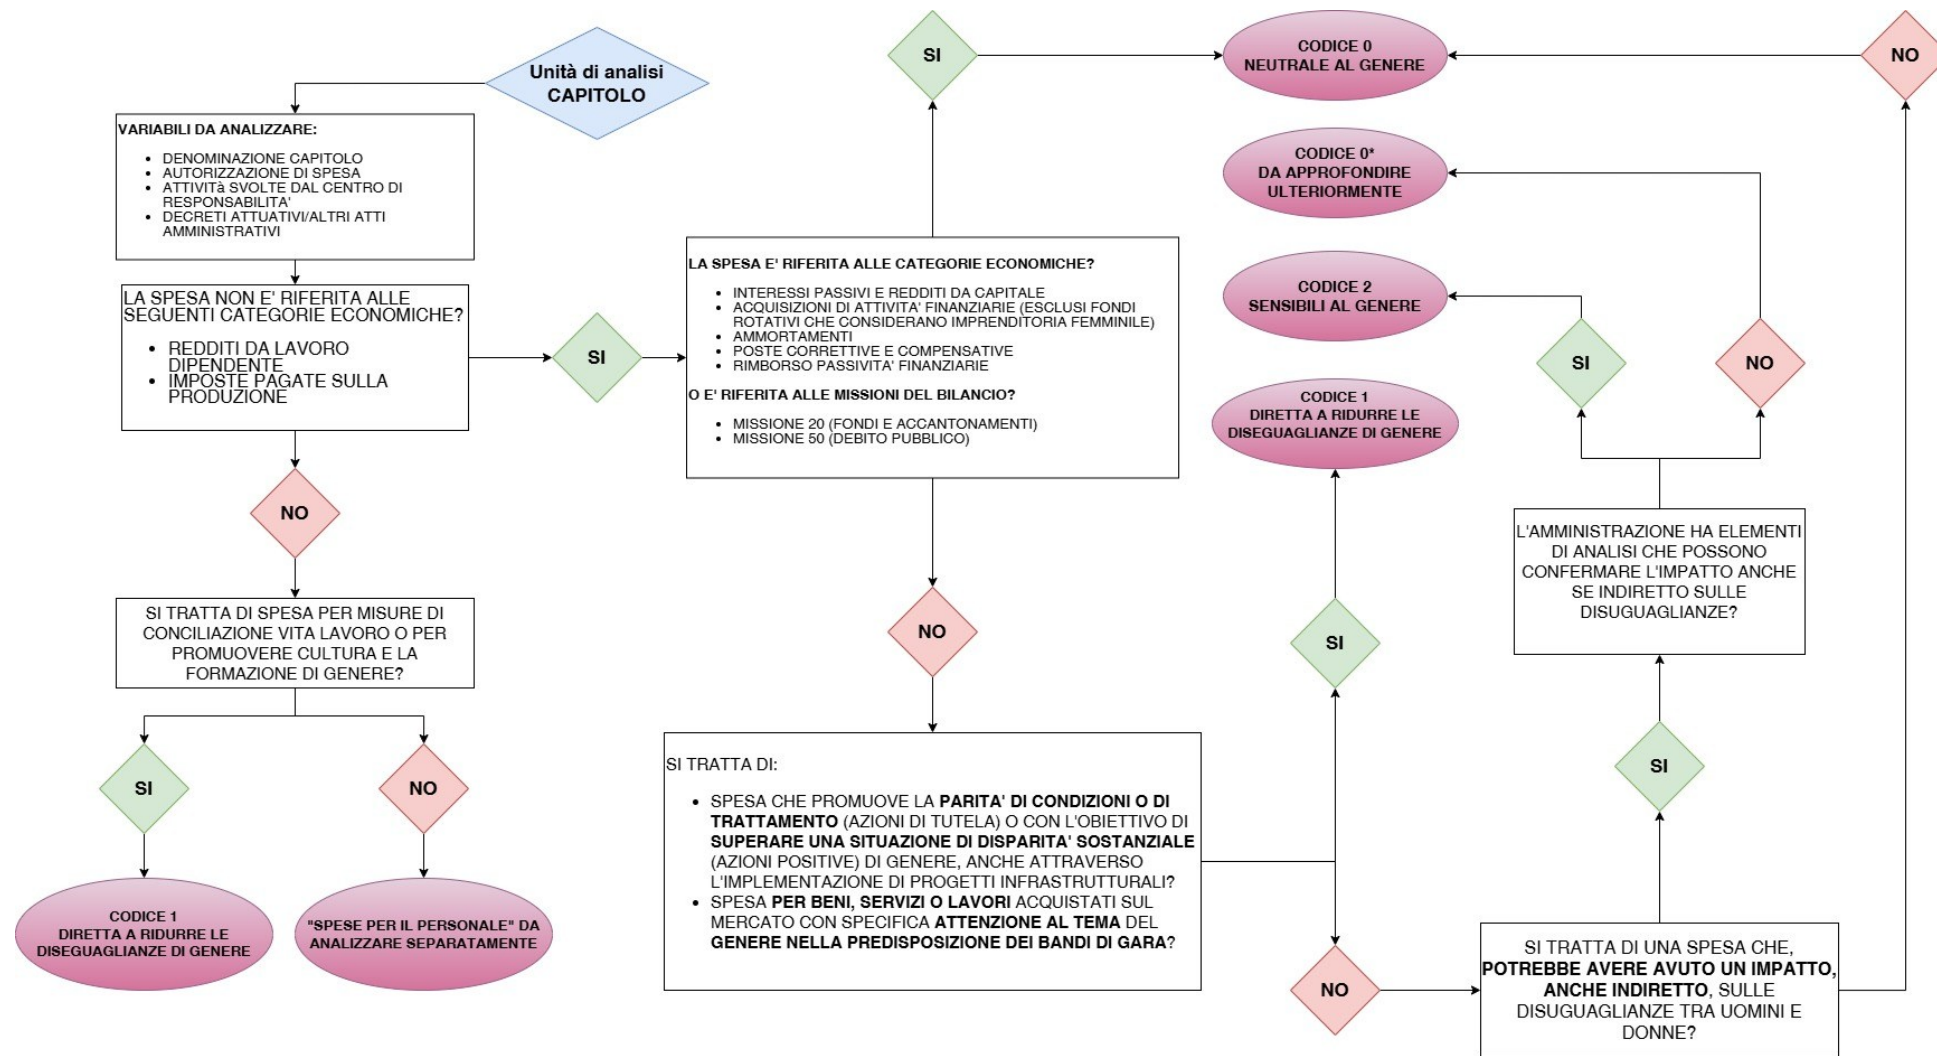 Unità di analisi
CAPITOLO
VARIABILI DA ANALIZZARE:
• DENOMINAZIONE CAPITOLO
• AUTORIZZAZIONE DI SPESA
• ATTIVITà SVOLTE DAL CENTRO DI
RESPONSABILITA'
• DECRETI ATTUATIVI/ALTRI ATTI
AMMINISTRATIVI
LA SPESA NON E' RIFERITA ALLE
SEGUENTI CATEGORIE ECONOMICHE?
• REDDITI DA LAVORO
DIPENDENTE
• IMPOSTE PAGATE SULLA
PRODUZIONE
NO
SI TRATTA DI SPESA PER MISURE DI
CONCILIAZIONE VITA LAVORO O PER
PROMUOVERE CULTURA E LA
FORMAZIONE DI GENERE?
SI
NO
CODICE 1
DIRETTA A RIDURRE LE
DISEGUAGLIANZE DI GENERE
"SPESE PER IL PERSONALE" DA
ANALIZZARE SEPARATAMENTE
SI
LA SPESA E' RIFERITA ALLE CATEGORIE ECONOMICHE?
• INTERESSI PASSIVI E REDDITI DA CAPITALE
• ACQUISIZIONI DI ATTIVITA' FINANZIARIE (ESCLUSI FONDI
ROTATIVI CHE CONSIDERANO IMPRENDITORIA FEMMINILE)
• AMMORTAMENTI
• POSTE CORRETTIVE E COMPENSATIVE
• RIMBORSO PASSIVITA' FINANZIARIE
O E' RIFERITA ALLE MISSIONI DEL BILANCIO?
• MISSIONE 20 (FONDI E ACCANTONAMENTI)
• MISSIONE 50 (DEBITO PUBBLICO)
SI
CODICE 0
NEUTRALE AL GENERE
NO
SI TRATTA DI:
• SPESA CHE PROMUOVE LA PARITA' DI CONDIZIONI O DI
TRATTAMENTO (AZIONI DI TUTELA) O CON L'OBIETTIVO DI
SUPERARE UNA SITUAZIONE DI DISPARITA' SOSTANZIALE
(AZIONI POSITIVE) DI GENERE, ANCHE ATTRAVERSO
L'IMPLEMENTAZIONE DI PROGETTI INFRASTRUTTURALI?
• SPESA PER BENI, SERVIZI O LAVORI ACQUISTATI SUL
MERCATO CON SPECIFICA ATTENZIONE AL TEMA DEL
GENERE NELLA PREDISPOSIZIONE DEI BANDI DI GARA?
SI
CODICE 1
DIRETTA A RIDURRE LE
DISEGUAGLIANZE DI GENERE
NO
SI TRATTA DI UNA SPESA CHE,
POTREBBE AVERE AVUTO UN IMPATTO,
ANCHE INDIRETTO, SULLE
DISUGUAGLIANZE TRA UOMINI E
DONNE?
SI
L'AMMINISTRAZIONE HA ELEMENTI
DI ANALISI CHE POSSONO
CONFERMARE L'IMPATTO ANCHE
SE INDIRETTO SULLE
DISUGUAGLIANZE?
SI
CODICE 2
SENSIBILI AL GENERE
NO
CODICE 0*
DA APPROFONDIRE
ULTERIORMENTE
NO